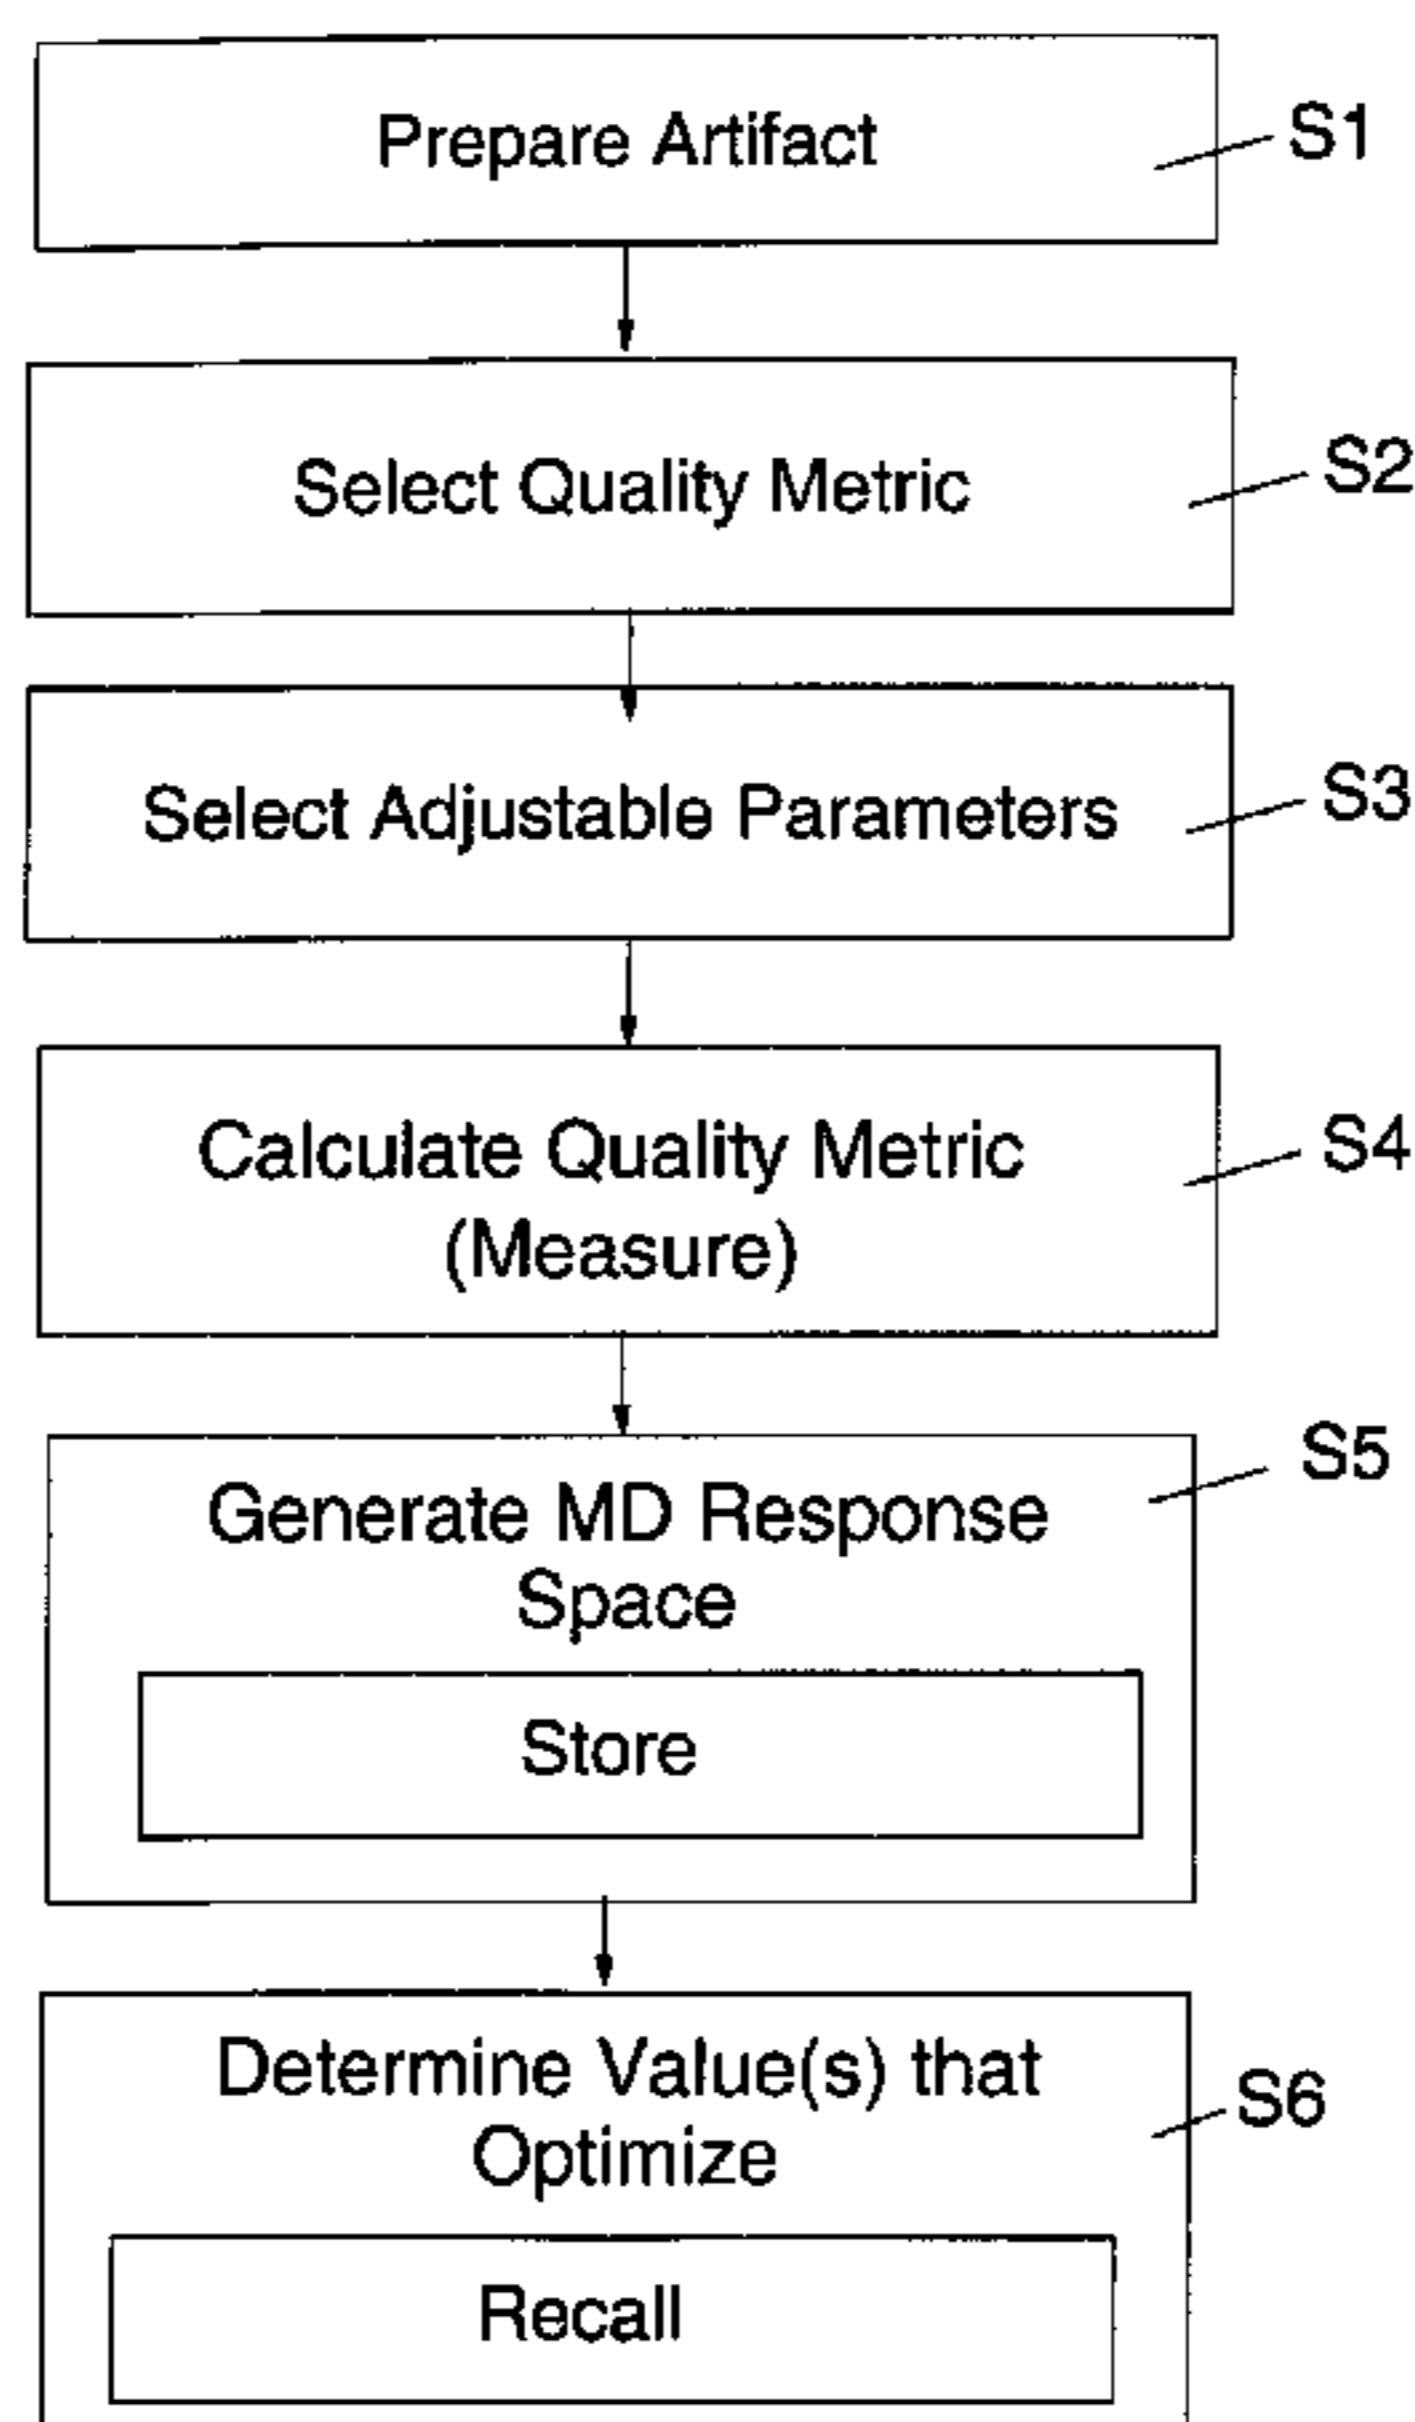 Prepare Artifact
S1
Select Quality Metric
S2
Select Adjustable Parameters
S3
Calculate Quality Metric
(Measure)
S4
Generate MD Response
Space
S5
Store
Determine Value(s) that
Optimize
S6
Recall